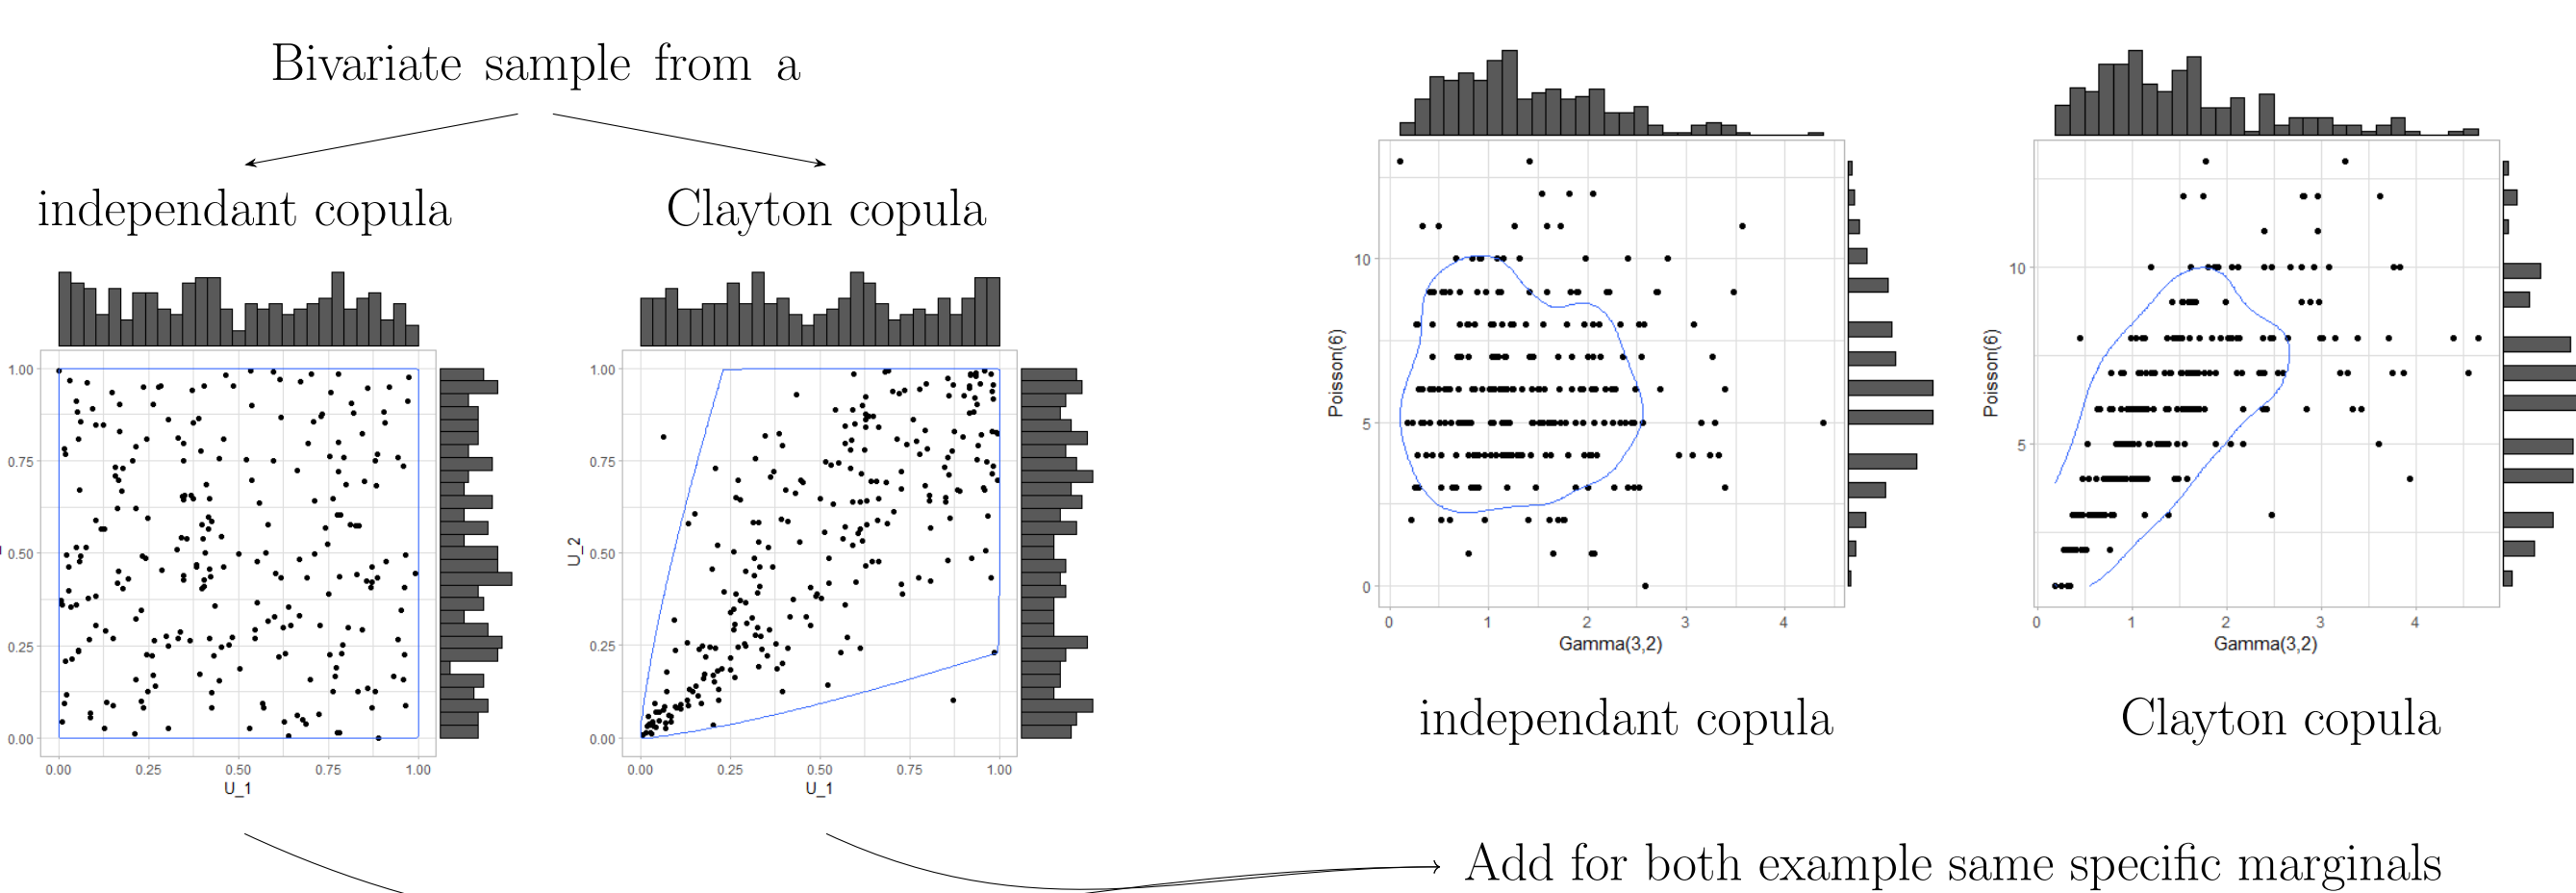 Bivariate sample from a
independant copula
Clayton copula
1.00
0.75
0.50
0.25
0.00
0.00 0.25 0.50 0.75 1.00
U_1
U_2
1.00
0.75
0.50
0.25
0.00
0.00 0.25 0.50 0.75 1.00
U_1
Poisson(6)
10
5
0
0 1 2 3 4
Gamma(3,2)
independant copula
Poisson(6)
10
5
0 1 2 3 4
Gamma(3,2)
Clayton copula
Add for both example same specific marginals